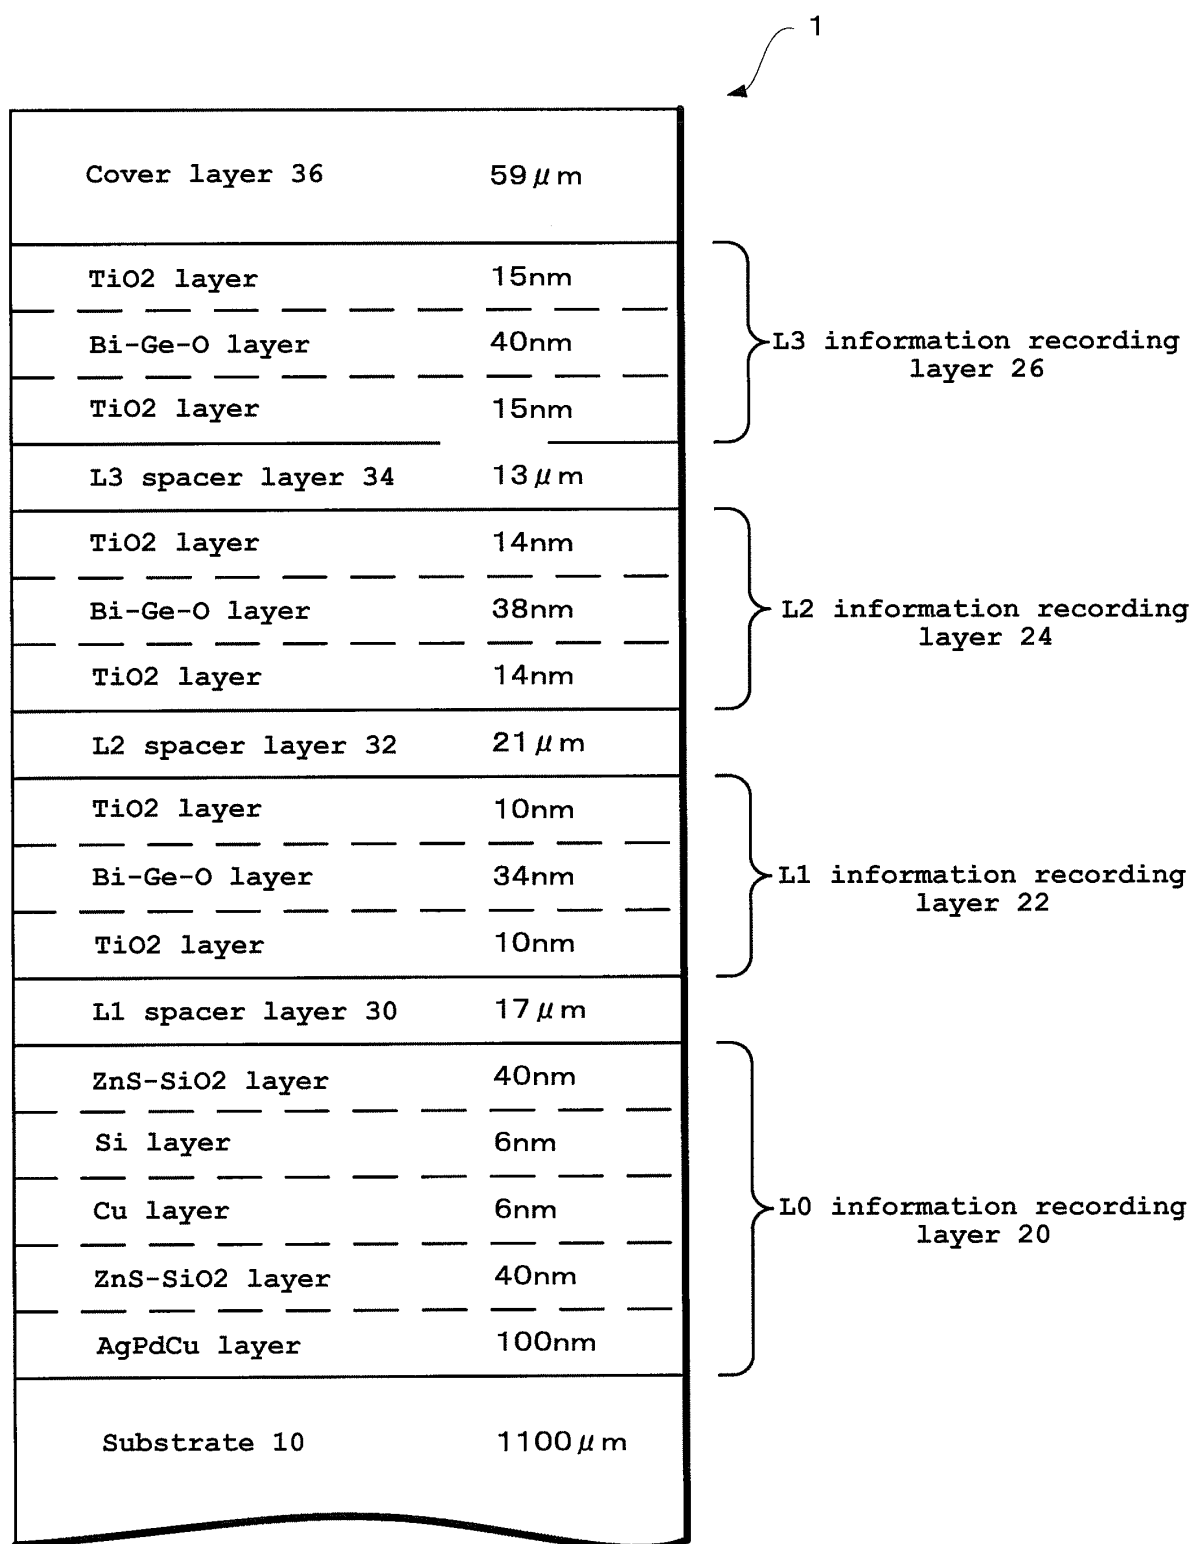 1
Cover layer 36 59μm
TiO2 layer 15nm
Bi-Ge-O layer 40nm
TiO2 layer 15nm
L3 information recording
layer 26
L3 spacer layer 34 13μm
TiO2 layer 14nm
Bi-Ge-O layer 38nm
TiO2 layer 14nm
L2 information recording
layer 24
L2 spacer layer 32 21μm
TiO2 layer 10nm
Bi-Ge-O layer 34nm
TiO2 layer 10nm
L1 information recording
layer 22
L1 spacer layer 30 17μm
ZnS-SiO2 layer 40nm
Si layer 6nm
Cu layer 6nm
ZnS-SiO2 layer 40nm
AgPdCu layer 100nm
L0 information recording
layer 20
Substrate 10 1100μm